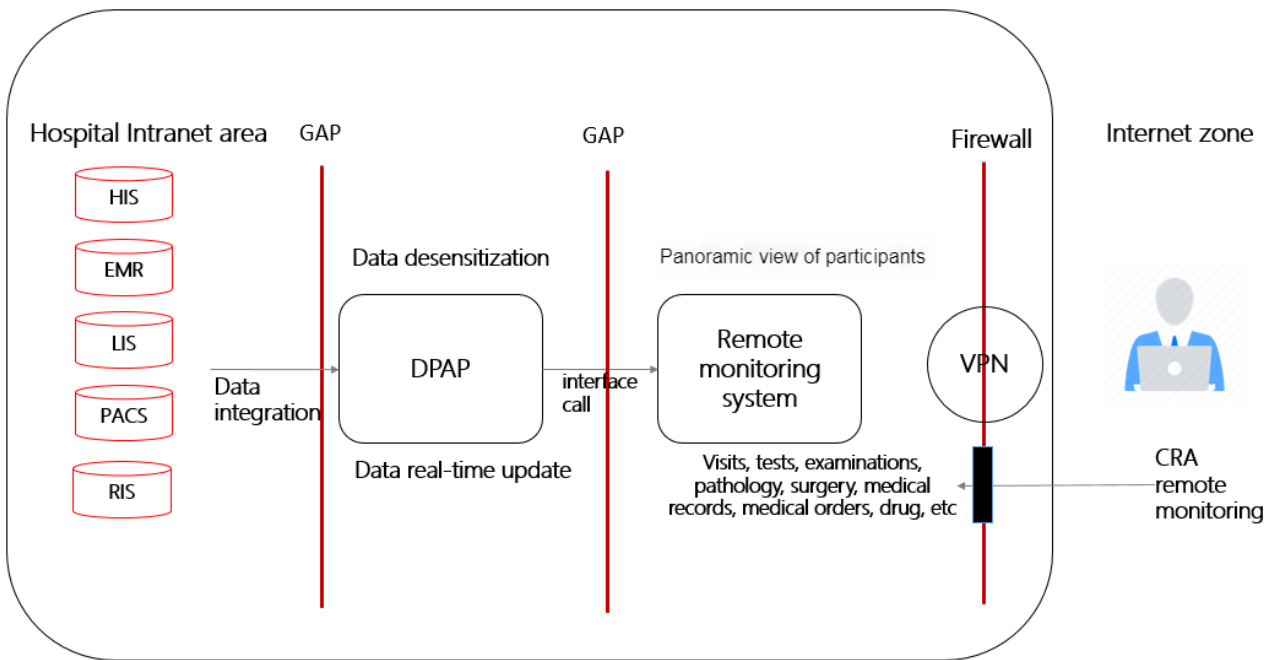 Hospital Intranet area
GAP
GAP
Firewall
Internet zone
HIS
EMR
LIS
PACS
RIS
Data
integration
Data desensitization
DPAP
Data real-time update
interface
call
Panoramic view of participants
Remote
monitoring
system
Visits, tests, examinations,
pathology, surgery, medical
records, medical orders, drug, etc
VPN
CRA
remote
monitoring